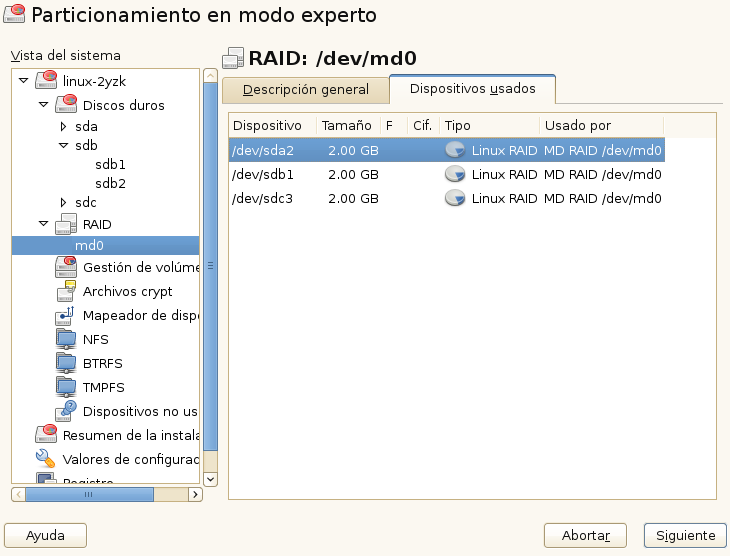 Particionamiento en modo experto
Vista del sistema
linux-2yzk
Discos duros
sda
sdb
sdb1
sdb2
sdc
RAID
md0
Gestión de volúme
Archivos crypt
Mapeador de dispo
NFS
BTRFS
TMPFS
Dispositivos no us
Resumen de la instala
Valores de configurac
Registro
RAID: /dev/md0
Descripción general
Dispositivos usados
Dispositivo Tamaño F Cif. Tipo Usado por
/dev/sda2 2.00 GB Linux RAID MD RAID /dev/md0
/dev/sdb1 2.00 GB Linux RAID MD RAID /dev/md0
/dev/sdc3 2.00 GB Linux RAID MD RAID /dev/md0
Ayuda
Abortar
Siguiente